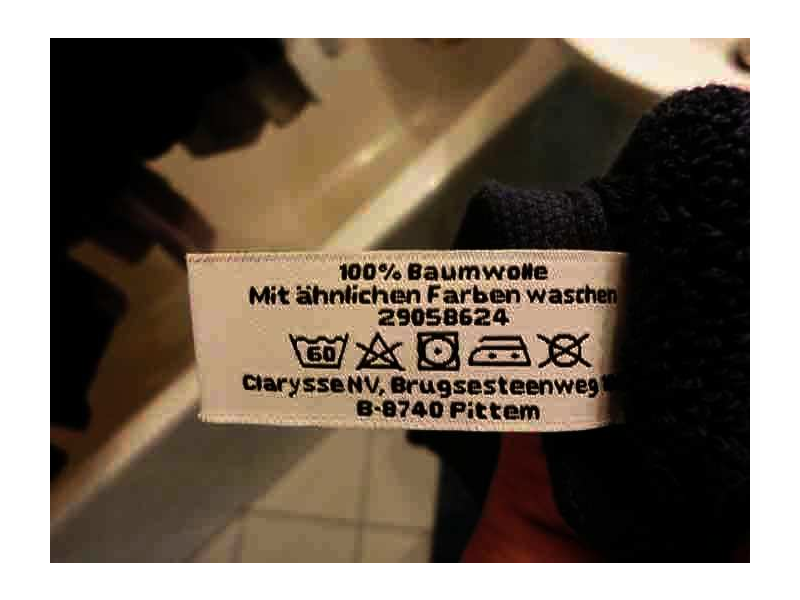 100% Baumwolle
Mit ähnlichen Farben waschen
29058624
60
Clarysse NV, Brugsesteenweg
B-8740 Pittem